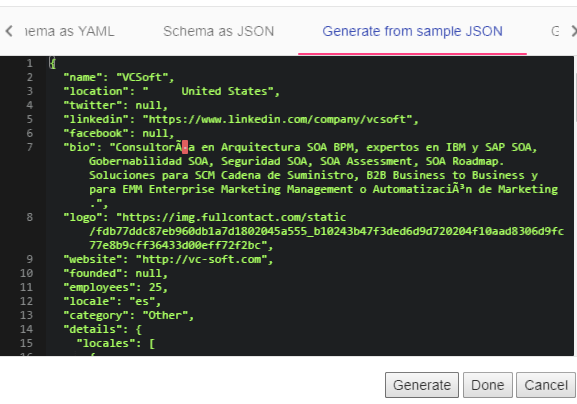 nema as YAML Schema as JSON Generate from sample JSON G
1 {
2 "name": "VCSoft",
3 "location": " United States",
4 "twitter": null,
5 "linkedin": "https://www.linkedin.com/company/vcsoft",
6 "facebook": null,
7 "bio": "ConsultorÃ·a en Arquitectura SOA BPM, expertos en IBM y SAP SOA,
Gobernabilidad SOA, Seguridad SOA, SOA Assessment, SOA Roadmap.
Soluciones para SCM Cadena de Suministro, B2B Business to Business y
para EMM Enterprise Marketing Management o AutomatizaciÃ³n de Marketing
.",
8 "logo": "https://img.fullcontact.com/static
/fdb77ddc87eb960db1a7d1802045a555_b10243b47f3ded6d9d720204f10aad8306d9fc
77e8b9cff36433d00eff72f2bc",
9 "website": "http://vc-soft.com",
10 "founded": null,
11 "employees": 25,
12 "locale": "es",
13 "category": "Other",
14 "details": {
15 "locales": [
16 {
Generate Done Cancel